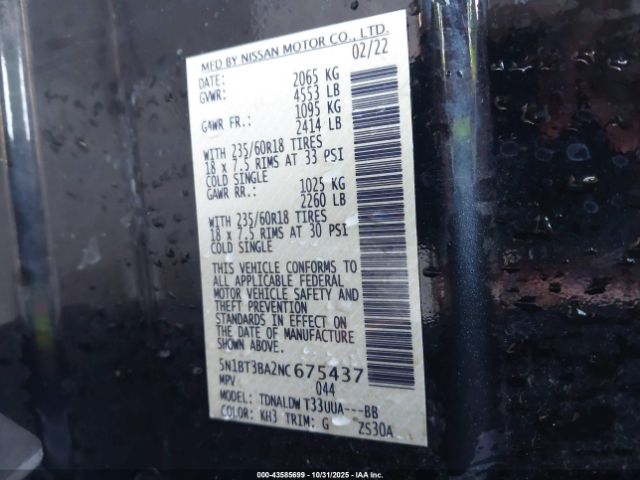 MFD BY NISSAN MOTOR CO., LTD.
DATE: 02/22
GVWR: 2065 KG
4553 LB
GAWR FR.: 1095 KG
2414 LB
WITH 235/60R18 TIRES
18 x 7.5 RIMS AT 33 PSI
COLD SINGLE
GAWR RR.: 1025 KG
2260 LB
WITH 235/60R18 TIRES
18 x 7.5 RIMS AT 30 PSI
COLD SINGLE
THIS VEHICLE CONFORMS TO
ALL APPLICABLE FEDERAL
MOTOR VEHICLE SAFETY AND
THEFT PREVENTION
STANDARDS IN EFFECT ON
THE DATE OF MANUFACTURE
SHOWN ABOVE.
5N1BT3BA2NC675437
MPV 044
MODEL: TDNALDW T33UUA---BB
COLOR: KH3 TRIM: G ZS30A
000-43585699 - 10/31/2025 - IAAI.com